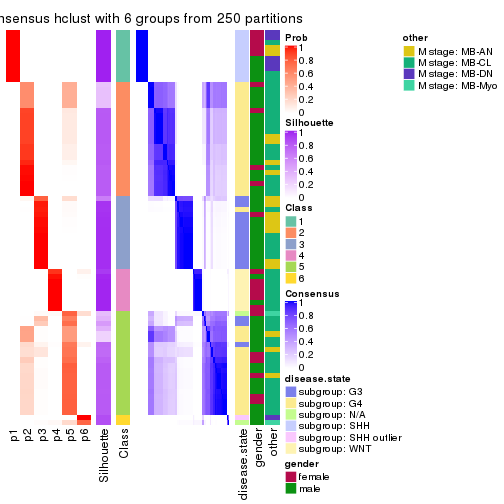 nsensus hclust with 6 groups from 250 partitions
Prob
1
0.8
0.6
0.4
0.2
0
Silhouette
1
0.8
0.6
0.4
0.2
0
Class
1
2
3
4
5
6
Consensus
1
0.8
0.6
0.4
0.2
0
disease.state
subgroup: G3
subgroup: G4
subgroup: N/A
subgroup: SHH
subgroup: SHH outlier
subgroup: WNT
gender
female
male
other
M stage: MB-AN
M stage: MB-CL
M stage: MB-DN
M stage: MB-Myo
p1
p2
p3
p4
p5
p6
Silhouette
Class
disease.state
gender
other